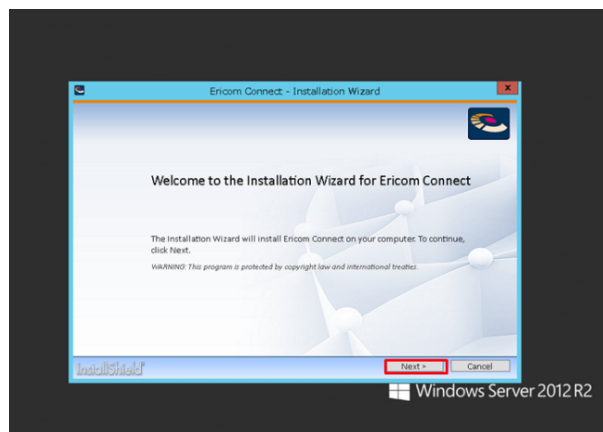 Ericom Connect - Installation Wizard
x
Welcome to the Installation Wizard for Ericom Connect
The Installation Wizard will install Ericom Connect on your computer. To continue,
click Next.
WARNING: This program is protected by copyright law and international treaties.
InstallShield
Next >
Cancel
Windows Server 2012 R2